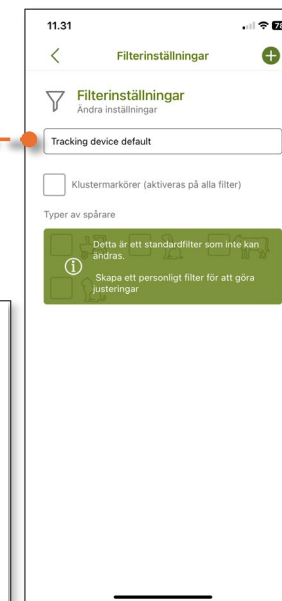 11.31
78
Filterinställningar
Filterinställningar
Ändra inställningar
Tracking device default
Klustermarkörer (aktiveras på alla filter)
Typer av spårare
Detta är ett standardfilter som inte kan
ändras.
Skapa ett personligt filter för att göra
justeringar